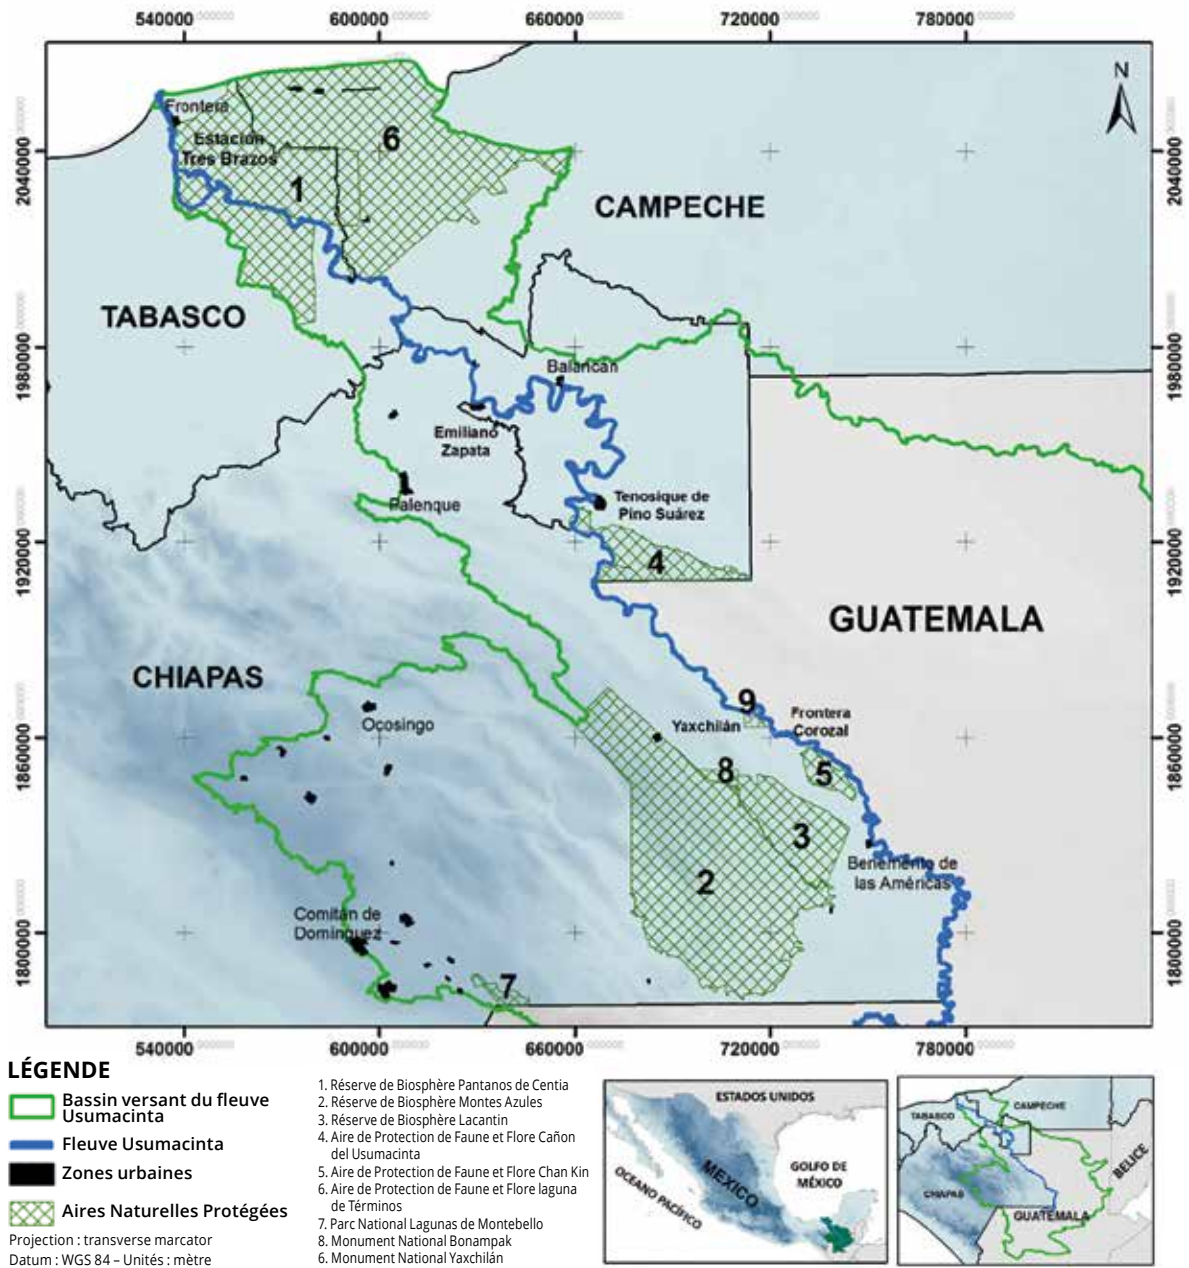 540000 600000 660000 720000 780000
N
2040000
2040000
Frontera
Estación
Tres Brazos
6
1
CAMPECHE
TABASCO
1980000
1980000
Balancán
Emiliano
Zapata
Palenque
Tenosique de
Pino Suárez
1920000
1920000
4
GUATEMALA
CHIAPAS
Ocosingo
9
Yaxchilán
Frontera
Corozal
1860000
1860000
8
5
3
2
Benemérito de
las Américas
Comitán de
Domínguez
1800000
1800000
7
540000 600000 660000 720000 780000
LÉGENDE
Bassin versant du fleuve
Usumacinta
Fleuve Usumacinta
Zones urbaines
Aires Naturelles Protégées
Projection : transverse marcator
Datum : WGS 84 – Unités : mètre
1. Réserve de Biosphère Pantanos de Centia
2. Réserve de Biosphère Montes Azules
3. Réserve de Biosphère Lacantin
4. Aire de Protection de Faune et Flore Cañon
del Usumacinta
5. Aire de Protection de Faune et Flore Chan Kin
6. Aire de Protection de Faune et Flore laguna
de Términos
7. Parc National Lagunas de Montebello
8. Monument National Bonampak
6. Monument National Yaxchilán
ESTADOS UNIDOS
MEXICO
GOLFO DE
MÉXICO
OCEANO PACÍFICO
TABASCO
CAMPECHE
CHIAPAS
GUATEMALA
BELICE